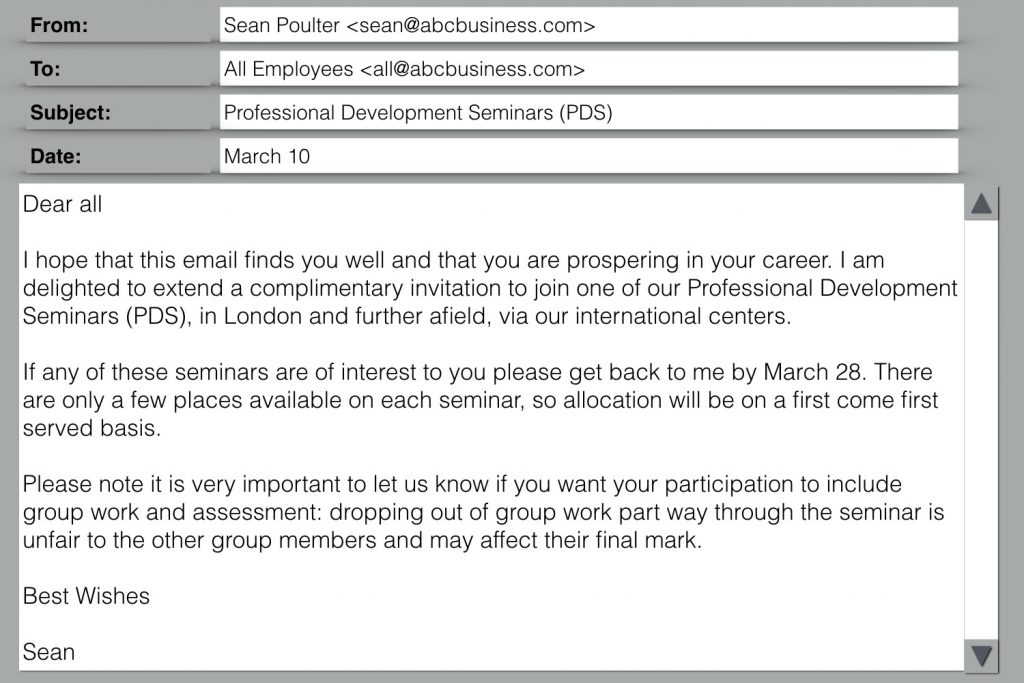 From: Sean Poulter <sean@abcbusiness.com>
To: All Employees <all@abcbusiness.com>
Subject: Professional Development Seminars (PDS)
Date: March 10
Dear all
I hope that this email finds you well and that you are prospering in your career. I am
delighted to extend a complimentary invitation to join one of our Professional Development
Seminars (PDS), in London and further afield, via our international centers.
If any of these seminars are of interest to you please get back to me by March 28. There
are only a few places available on each seminar, so allocation will be on a first come first
served basis.
Please note it is very important to let us know if you want your participation to include
group work and assessment: dropping out of group work part way through the seminar is
unfair to the other group members and may affect their final mark.
Best Wishes
Sean